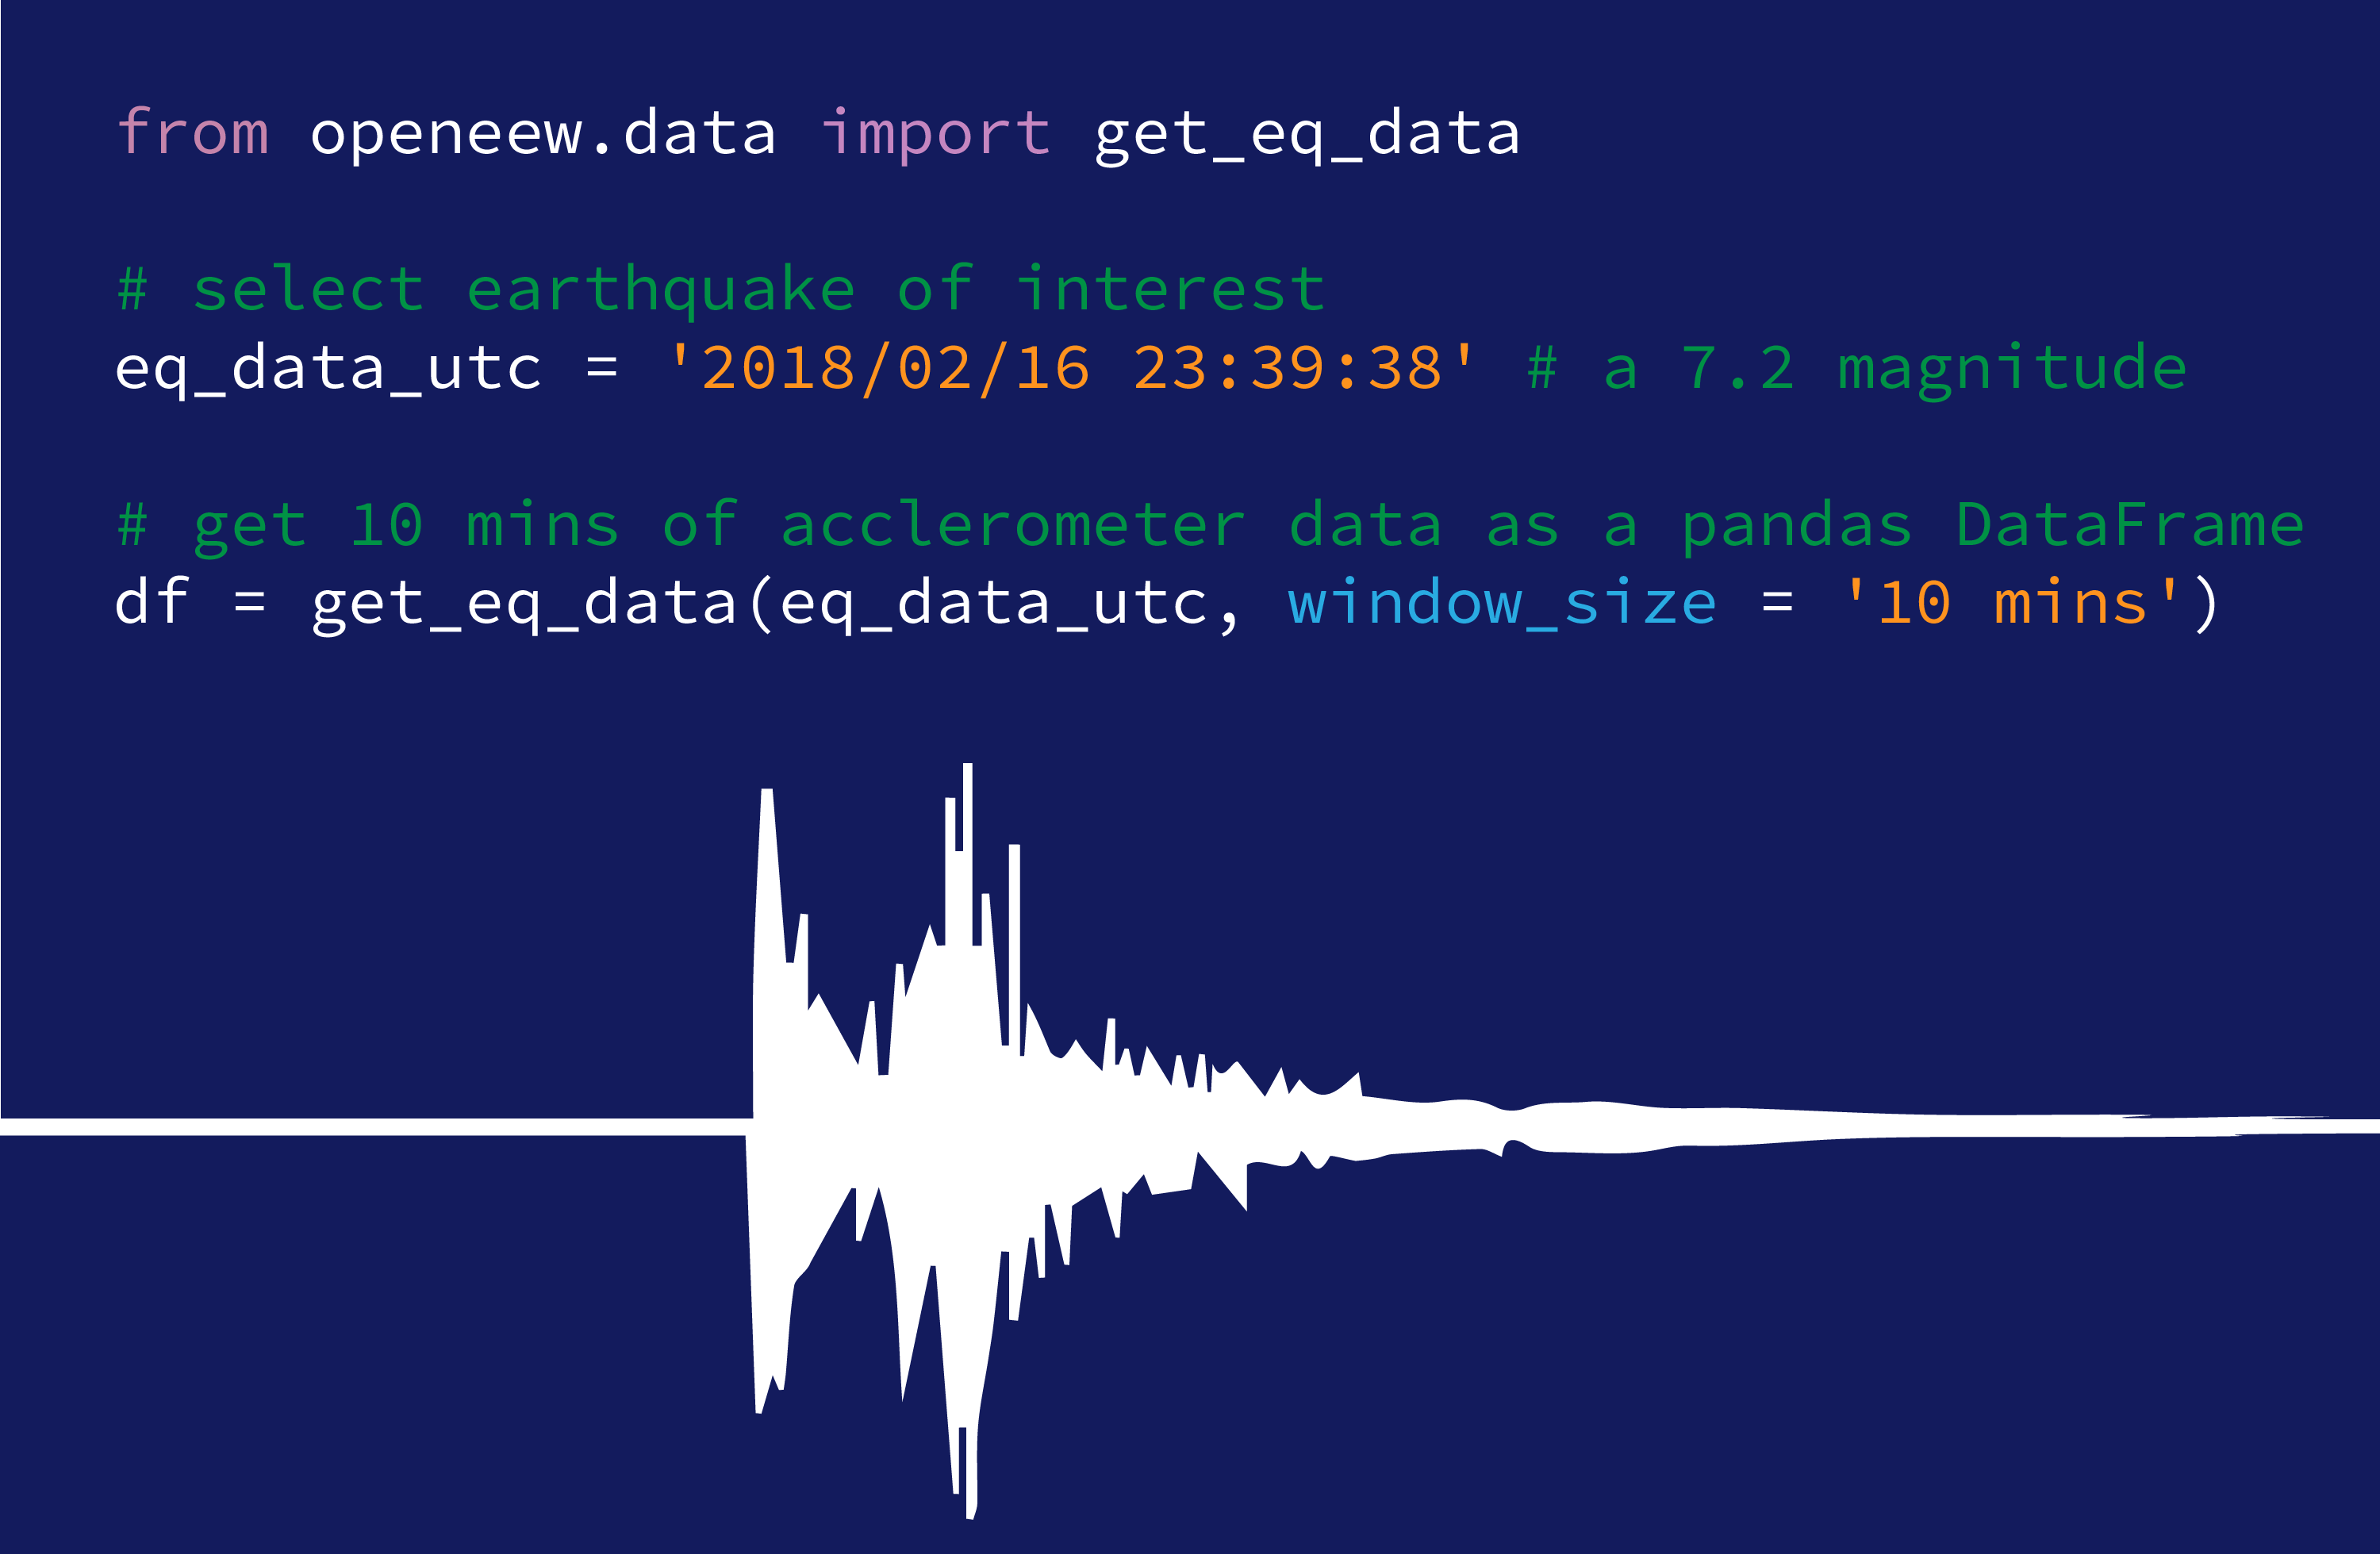 from openeew.data import get_eq_data
# select earthquake of interest
eq_data_utc = '2018/02/16 23:39:38' # a 7.2 magnitude
# get 10 mins of acclerometer data as a pandas DataFrame
df = get_eq_data(eq_data_utc, window_size = '10 mins')